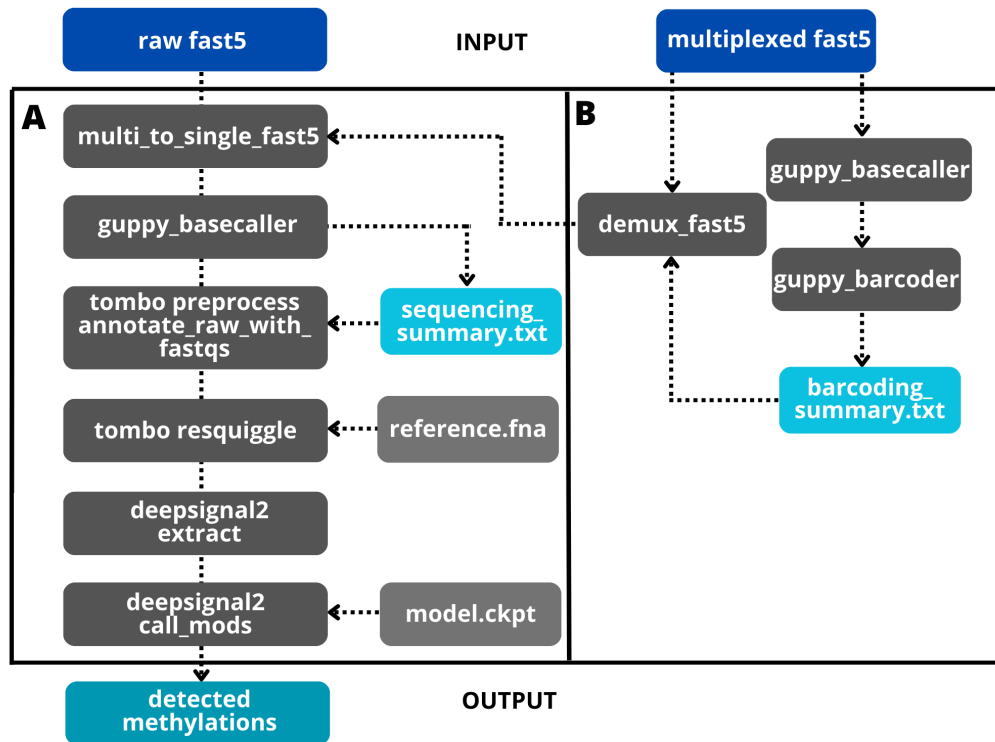 raw fast5
INPUT
multiplexed fast5
A
multi_to_single_fast5
guppy_basecaller
tombo preprocess
annotate_raw_with_
fastqs
sequencing_
summary.txt
tombo resquiggle
reference.fna
deepsignal2
extract
deepsignal2
call_mods
model.ckpt
B
guppy_basecaller
demux_fast5
guppy_barcoder
barcoding_
summary.txt
detected
methylations
OUTPUT